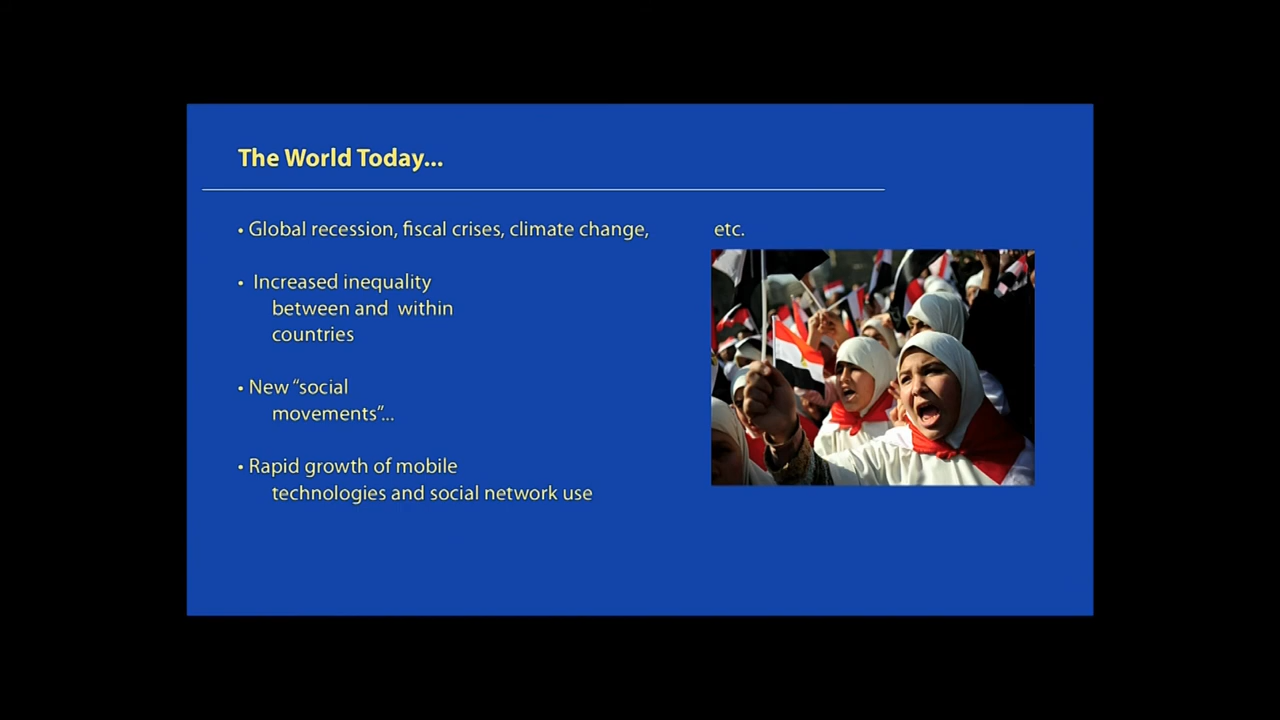 The World Today...
• Global recession, fiscal crises, climate change, etc.
• Increased inequality
between and within
countries
• New “social
movements”...
• Rapid growth of mobile
technologies and social network use